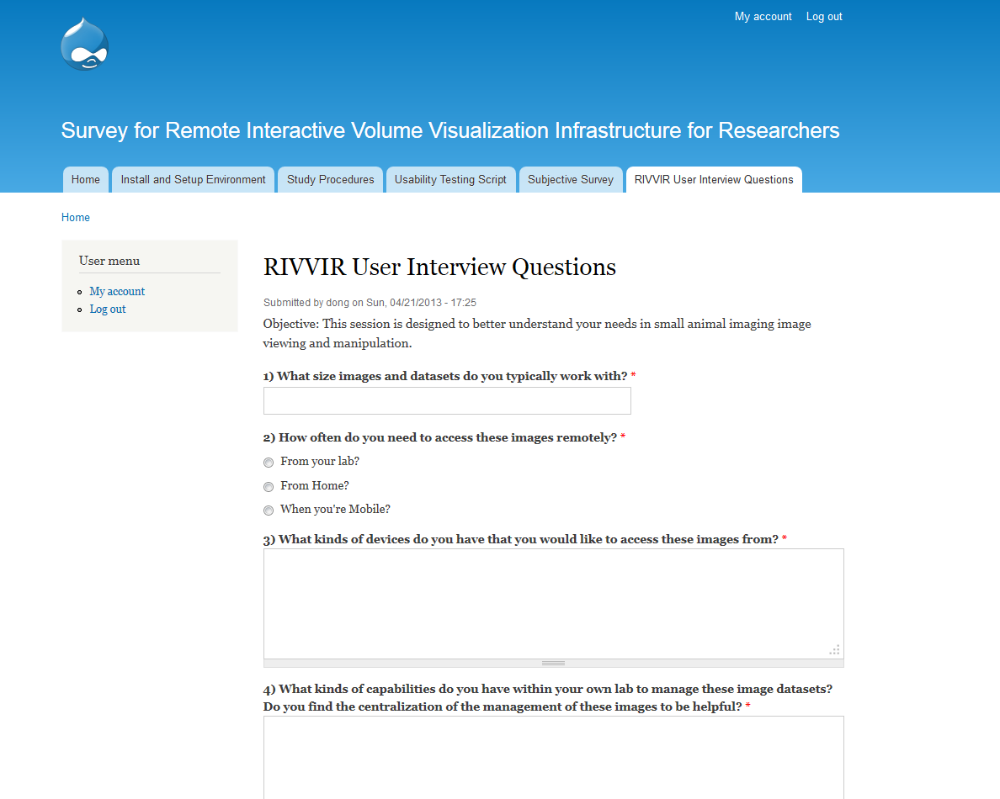 My account Log out
Survey for Remote Interactive Volume Visualization Infrastructure for Researchers
Home Install and Setup Environment Study Procedures Usability Testing Script Subjective Survey RIVVIR User Interview Questions
Home
User menu
My account
Log out
RIVVIR User Interview Questions
Submitted by dong on Sun, 04/21/2013 - 17:25
Objective: This session is designed to better understand your needs in small animal imaging image
viewing and manipulation.
1) What size images and datasets do you typically work with? *
2) How often do you need to access these images remotely? *
From your lab?
From Home?
When you're Mobile?
3) What kinds of devices do you have that you would like to access these images from? *
4) What kinds of capabilities do you have within your own lab to manage these image datasets?
Do you find the centralization of the management of these images to be helpful? *